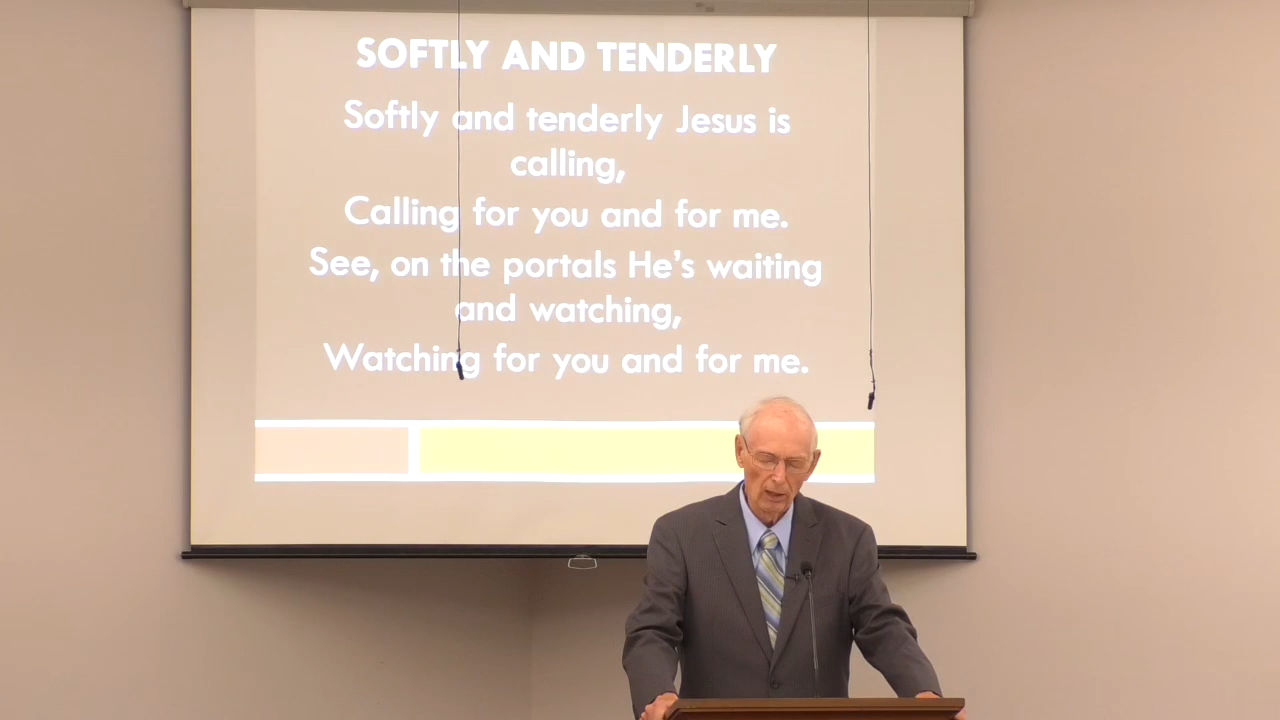 SOFTLY AND TENDERLY
Softly and tenderly Jesus is
calling,
Calling for you and for me.
See, on the portals He's waiting
and watching,
Watching for you and for me.